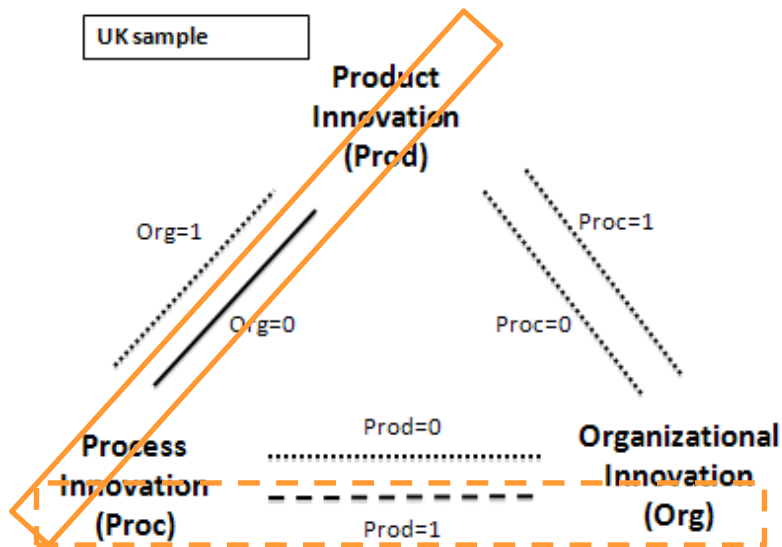 UK sample
Product
Innovation
(Prod)
Org=1
Proc=1
Org=0
Proc=0
Process
Innovation
(Proc)
Prod=0
Prod=1
Organizational
Innovation
(Org)